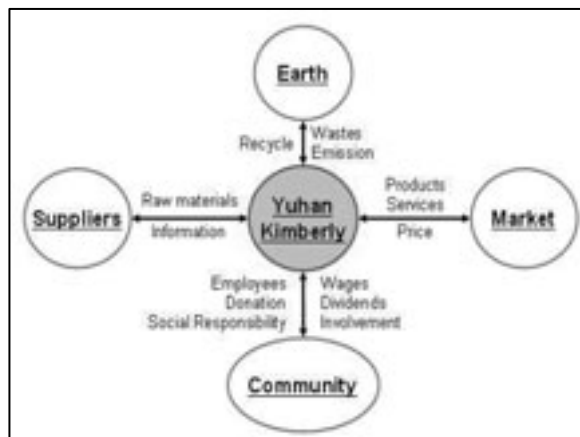 Earth
Recycle
Wastes
Emission
Suppliers
Raw materials
Information
Yuhan
Kimberly
Products
Services
Price
Market
Employees
Donation
Social Responsibility
Wages
Dividends
Involvement
Community